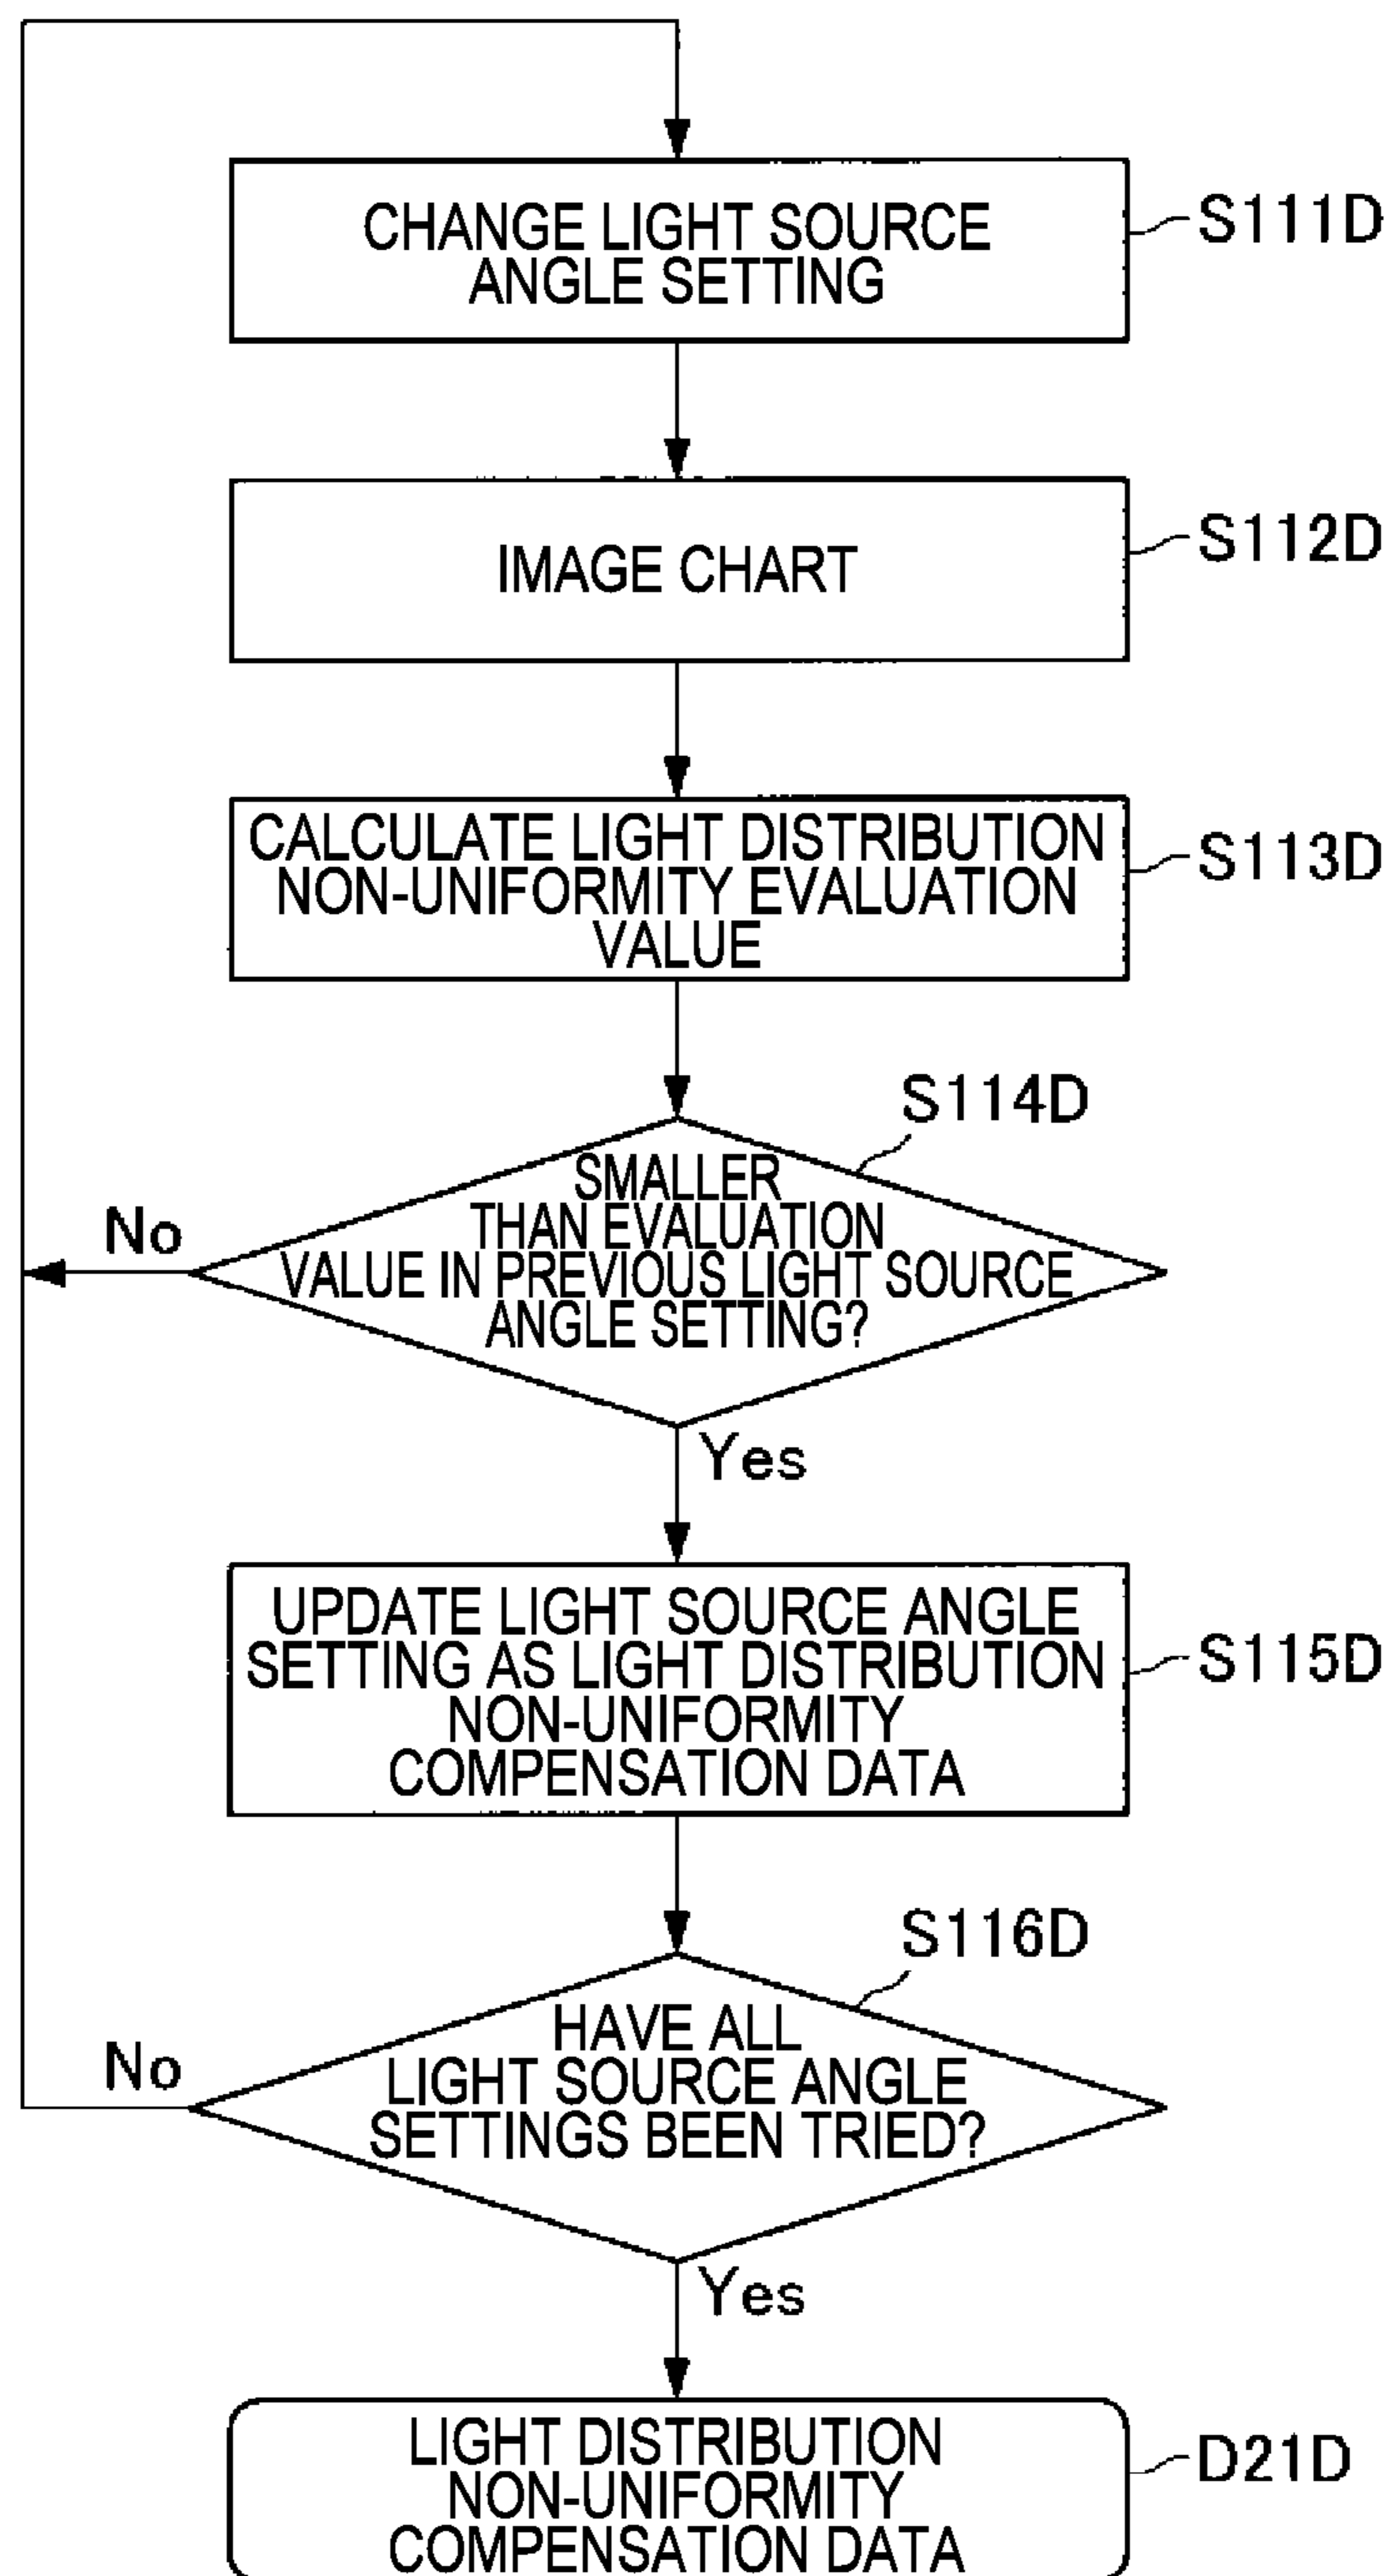 CHANGE LIGHT SOURCE
ANGLE SETTING
S111D
IMAGE CHART
S112D
CALCULATE LIGHT DISTRIBUTION
NON-UNIFORMITY EVALUATION
VALUE
S113D
S114D
SMALLER
THAN EVALUATION
VALUE IN PREVIOUS LIGHT SOURCE
ANGLE SETTING?
No
Yes
UPDATE LIGHT SOURCE ANGLE
SETTING AS LIGHT DISTRIBUTION
NON-UNIFORMITY
COMPENSATION DATA
S115D
S116D
HAVE ALL
LIGHT SOURCE ANGLE
SETTINGS BEEN TRIED?
No
Yes
LIGHT DISTRIBUTION
NON-UNIFORMITY
COMPENSATION DATA
D21D